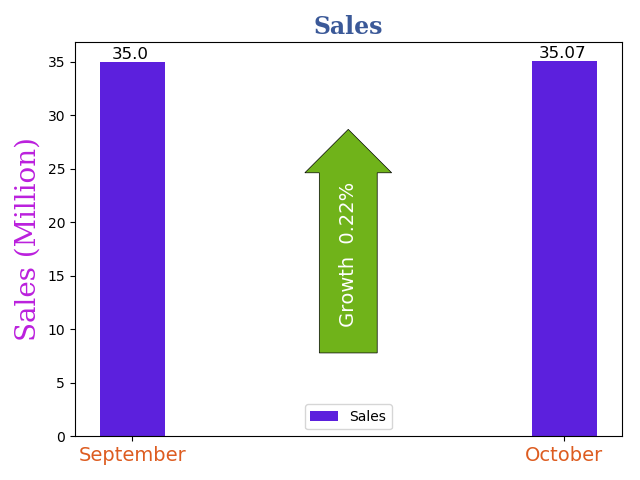 Sales
35.0
35.07
35
30
25
20
15
10
5
0
Sales (Million)
Growth 0.22%
Sales
September
October